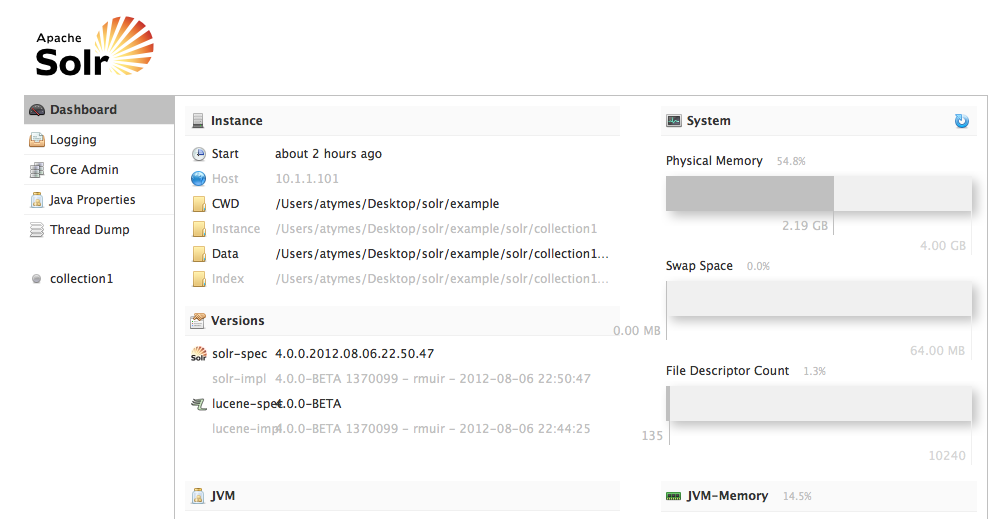 Apache
Solr
Dashboard
Logging
Core Admin
Java Properties
Thread Dump
collection1
Instance
Start about 2 hours ago
Host 10.1.1.101
CWD /Users/atymes/Desktop/solr/example
Instance /Users/atymes/Desktop/solr/example/solr/collection1
Data /Users/atymes/Desktop/solr/example/solr/collection1...
Index /Users/atymes/Desktop/solr/example/solr/collection1...
Versions
solr-spec 4.0.0.2012.08.06.22.50.47
solr-impl 4.0.0-BETA 1370099 - rmuir - 2012-08-06 22:50:47
lucene-spec 4.0.0-BETA
lucene-impl 4.0.0-BETA 1370099 - rmuir - 2012-08-06 22:44:25
JVM
System
Physical Memory 54.8%
2.19 GB
4.00 GB
Swap Space 0.0%
0.00 MB
64.00 MB
File Descriptor Count 1.3%
135
10240
JVM-Memory 14.5%